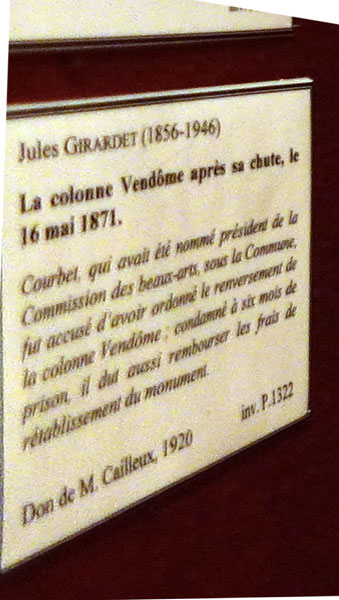 Jules GIRARDET (1856-1946)
La colonne Vendôme après sa chute, le
16 mai 1871.
Courbet, qui avait été nommé président de la
Commission des beaux-arts, sous la Commune,
fut accusé d'avoir ordonné le renversement de
la colonne Vendôme ; condamné à six mois de
prison, il dut aussi rembourser les frais de
rétablissement du monument.
inv. P.1322
Don de M. Cailleux, 1920